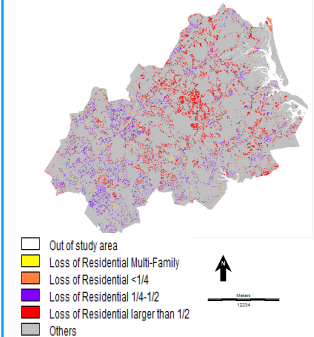 Out of study area
Loss of Residential Multi-Family
Loss of Residential <1/4
Loss of Residential 1/4-1/2
Loss of Residential larger than 1/2
Others
N
Meters
12234